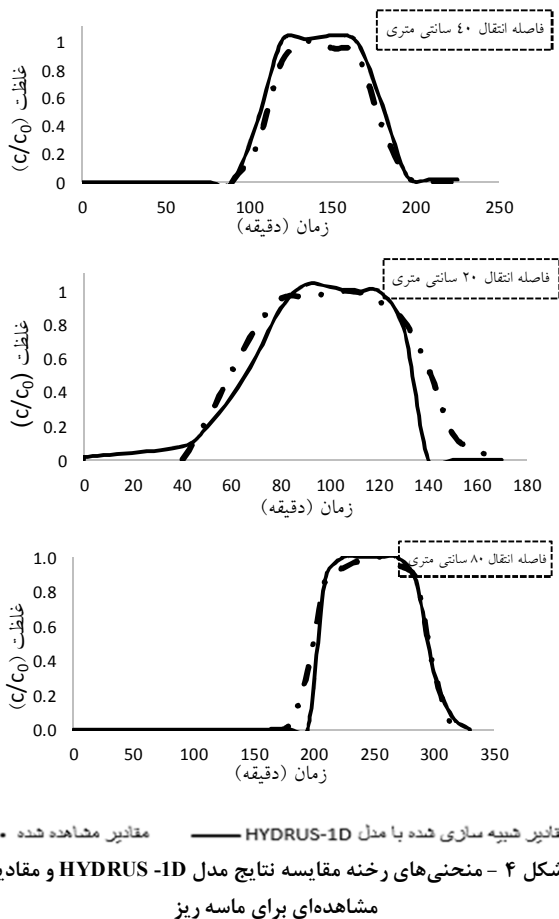 فاصله انتقال ٤٠ سانتی متری
غلظت (c/c0)
1
0.8
0.6
0.4
0.2
0
0 50 100 150 200 250
زمان (دقیقه)
فاصله انتقال ٢٠ سانتی متری
غلظت (c/c0)
1
0.8
0.6
0.4
0.2
0
0 20 40 60 80 100 120 140 160 180
زمان (دقیقه)
فاصله انتقال ٨٠ سانتی متری
غلظت (c/c0)
1.0
0.8
0.6
0.4
0.2
0.0
0 50 100 150 200 250 300 350
زمان (دقیقه)
قادیر شبیه سازی شده با مدل HYDRUS-1D مقادیر مشاهده شده
شکل ۴ - منحنی‌های رخنه مقایسه نتایج مدل HYDRUS -1D و مقادیر
مشاهده‌ای برای ماسه ریز